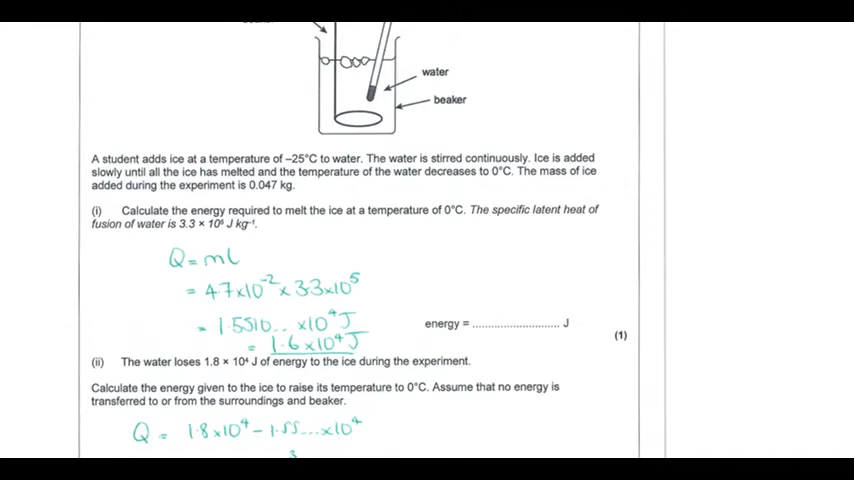 water
beaker
A student adds ice at a temperature of –25°C to water. The water is stirred continuously. Ice is added
slowly until all the ice has melted and the temperature of the water decreases to 0°C. The mass of ice
added during the experiment is 0.047 kg.
(i) Calculate the energy required to melt the ice at a temperature of 0°C. The specific latent heat of
fusion of water is 3.3 × 10⁵ J kg⁻¹.
Q = ml
= 4.7×10⁻² × 3.3×10⁵
= 1.5510... ×10⁴ J
energy = .............................. J
= 1.6×10⁴ J
(1)
(ii) The water loses 1.8 × 10⁴ J of energy to the ice during the experiment.
Calculate the energy given to the ice to raise its temperature to 0°C. Assume that no energy is
transferred to or from the surroundings and beaker.
Q = 1.8×10⁴ – 1.55...×10⁴